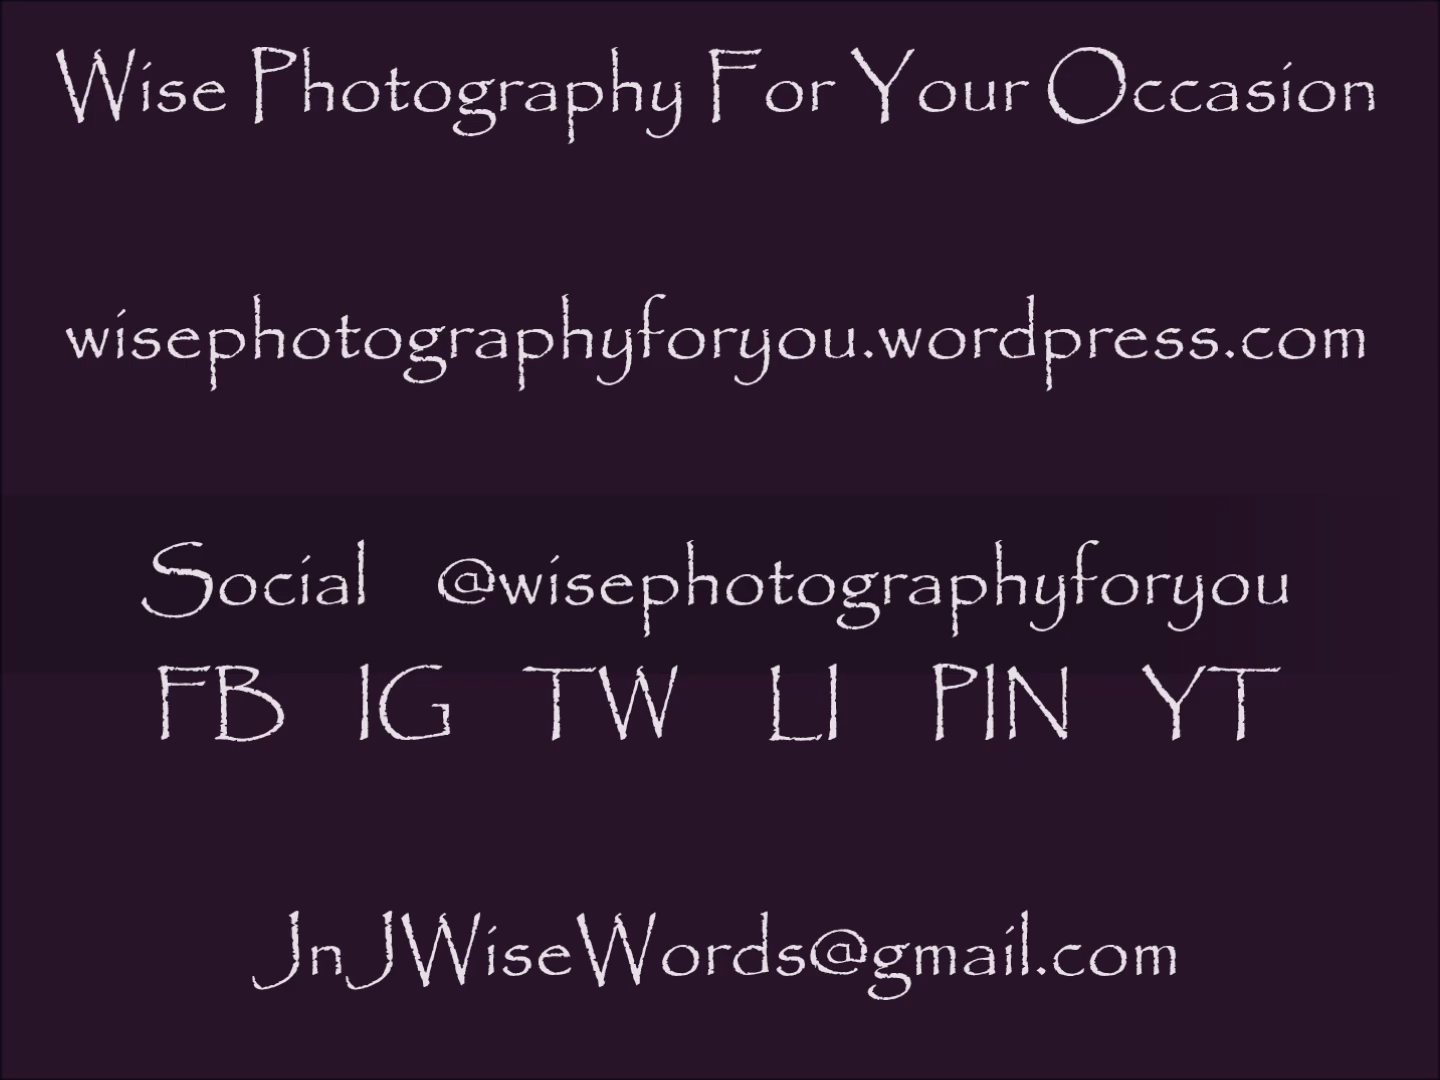 Wise Photography For Your Occasion
wisephotographyforyou.wordpress.com
Social @wisephotographyforyou
FB IG TW LI PIN YT
JnJWiseWords@gmail.com